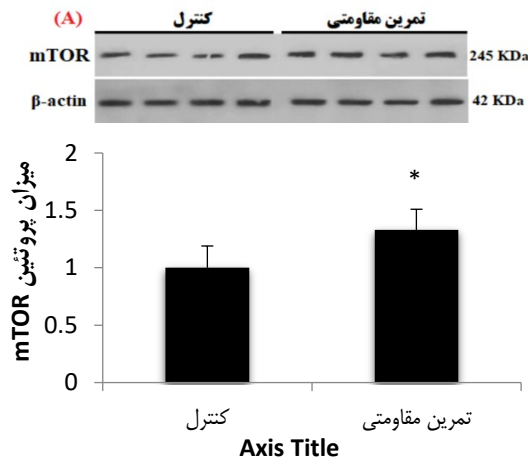 (A) کنترل تمرین مقاومتی
mTOR 245 KDa
β-actin 42 KDa
میزان پروتئین mTOR
2
1.5
1
0.5
0
*
کنترل تمرین مقاومتی
Axis Title